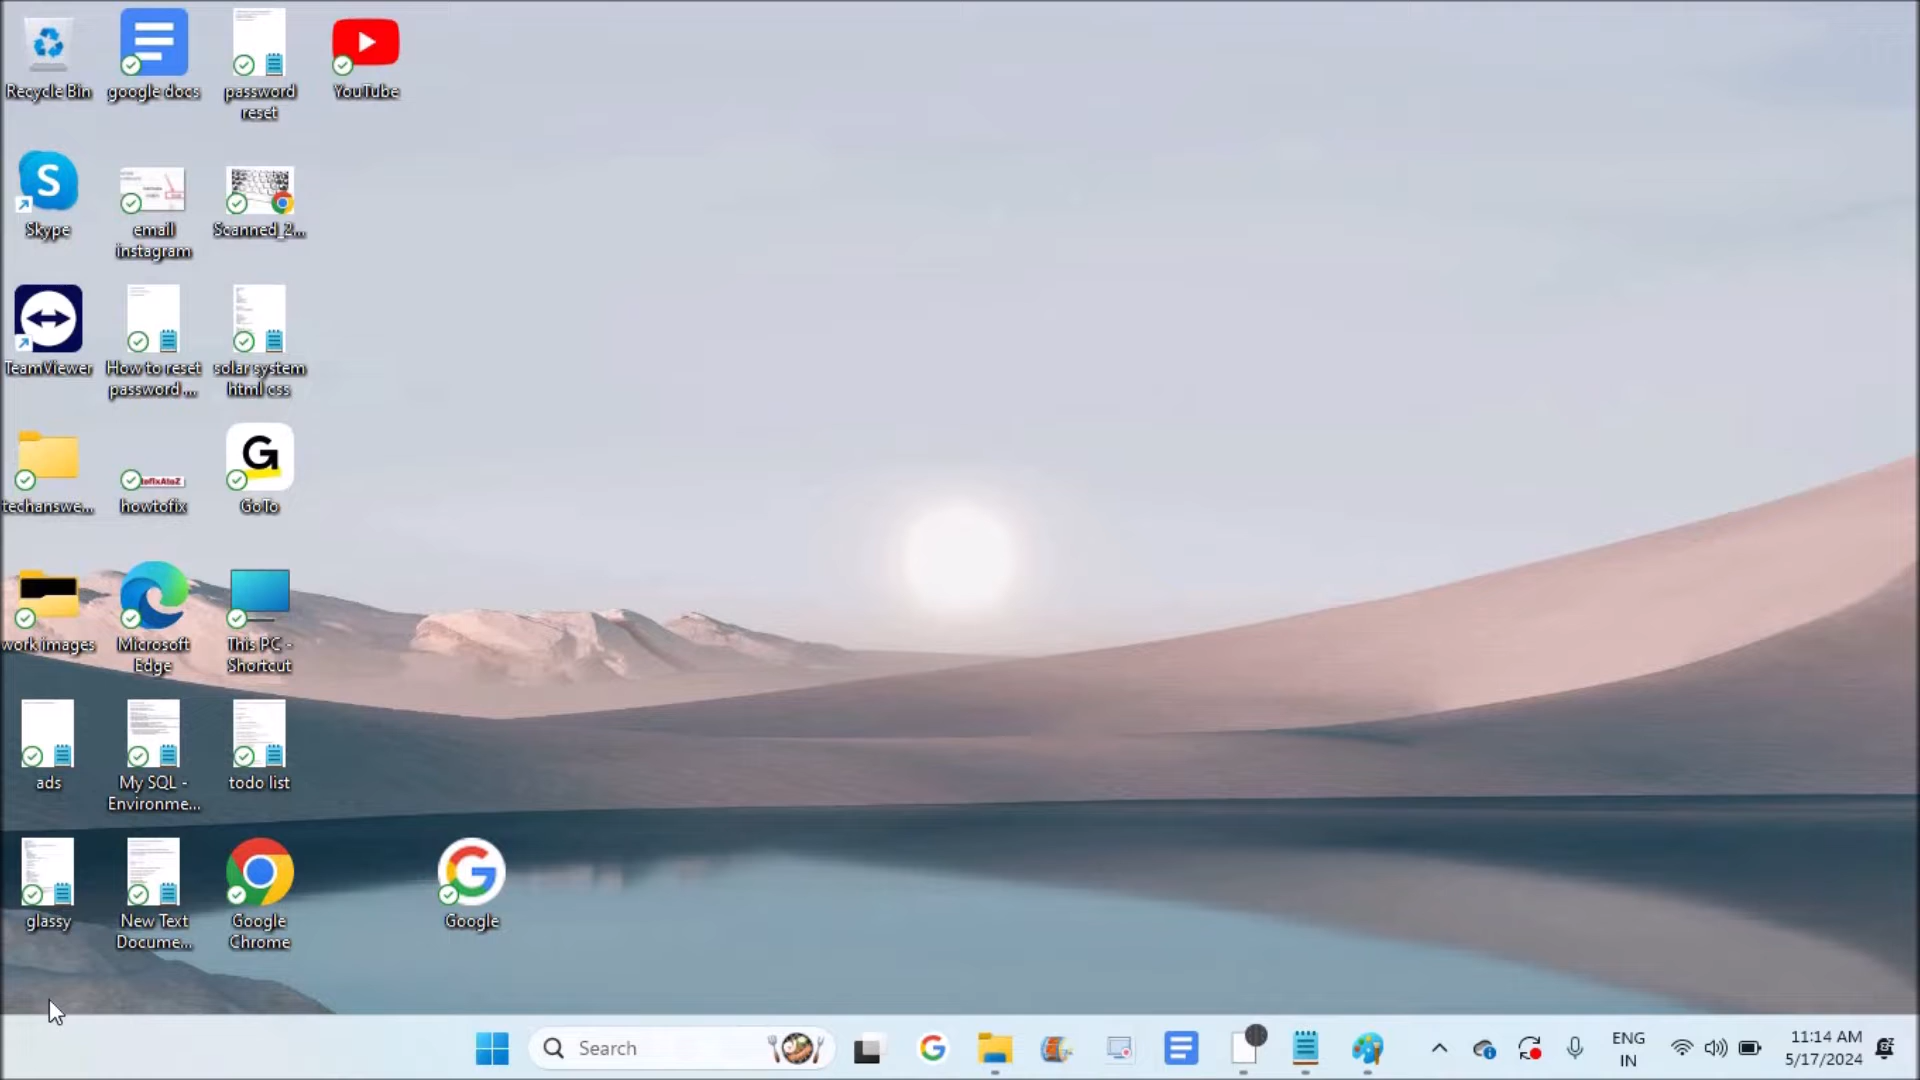 Recycle Bin
google docs
password
reset
YouTube
Skype
email
instagram
Scanned_2...
TeamViewer
How to reset
password ...
solar system
html css
techanswe...
ofixAtoZ
howtofix
G
GoTo
work images
Microsoft
Edge
This PC -
Shortcut
ads
My SQL -
Environme...
todo list
glassy
New Text
Docume...
Google
Chrome
Google
Search
ENG
IN
11:14 AM
5/17/2024